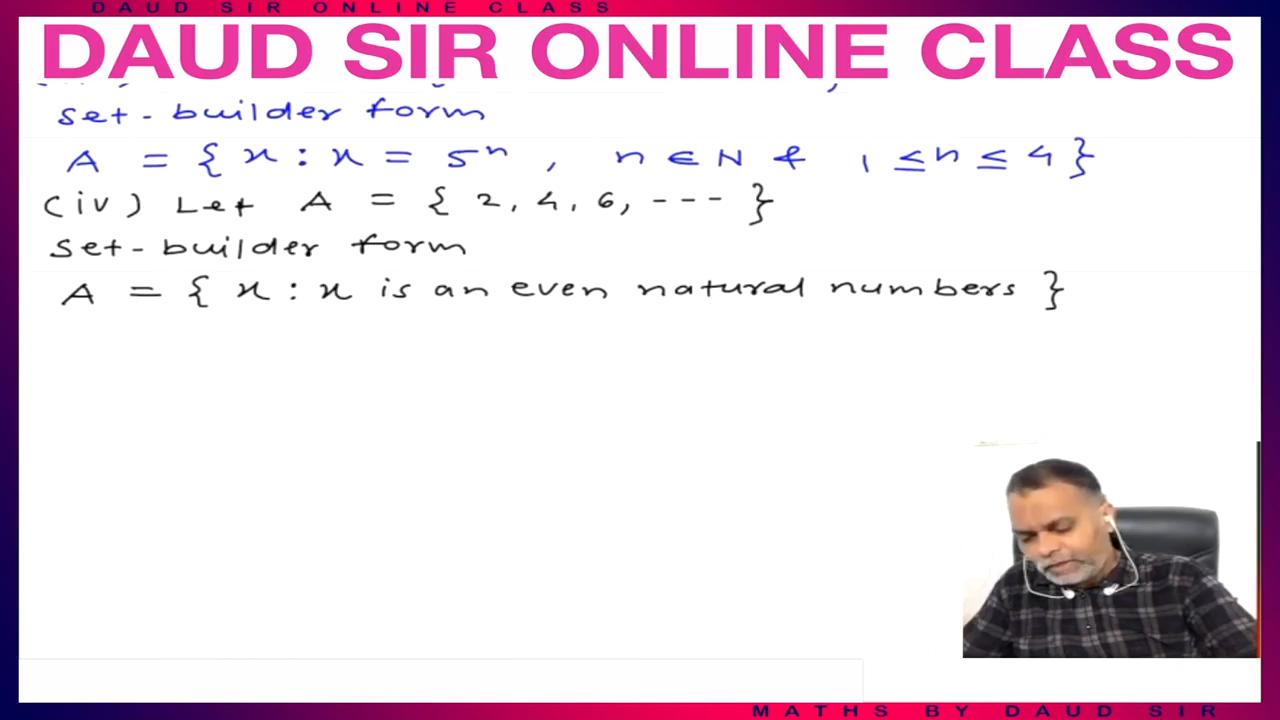 DAUD SIR ONLINE CLASS
DAUD SIR ONLINE CLASS
set-builder form
A = { x : x = 5ⁿ , n ∈ N & 1 ≤ n ≤ 4 }
(iv) Let A = { 2, 4, 6, --- }
set-builder form
A = { x : x is an even natural numbers }
MATHS BY DAUD SIR